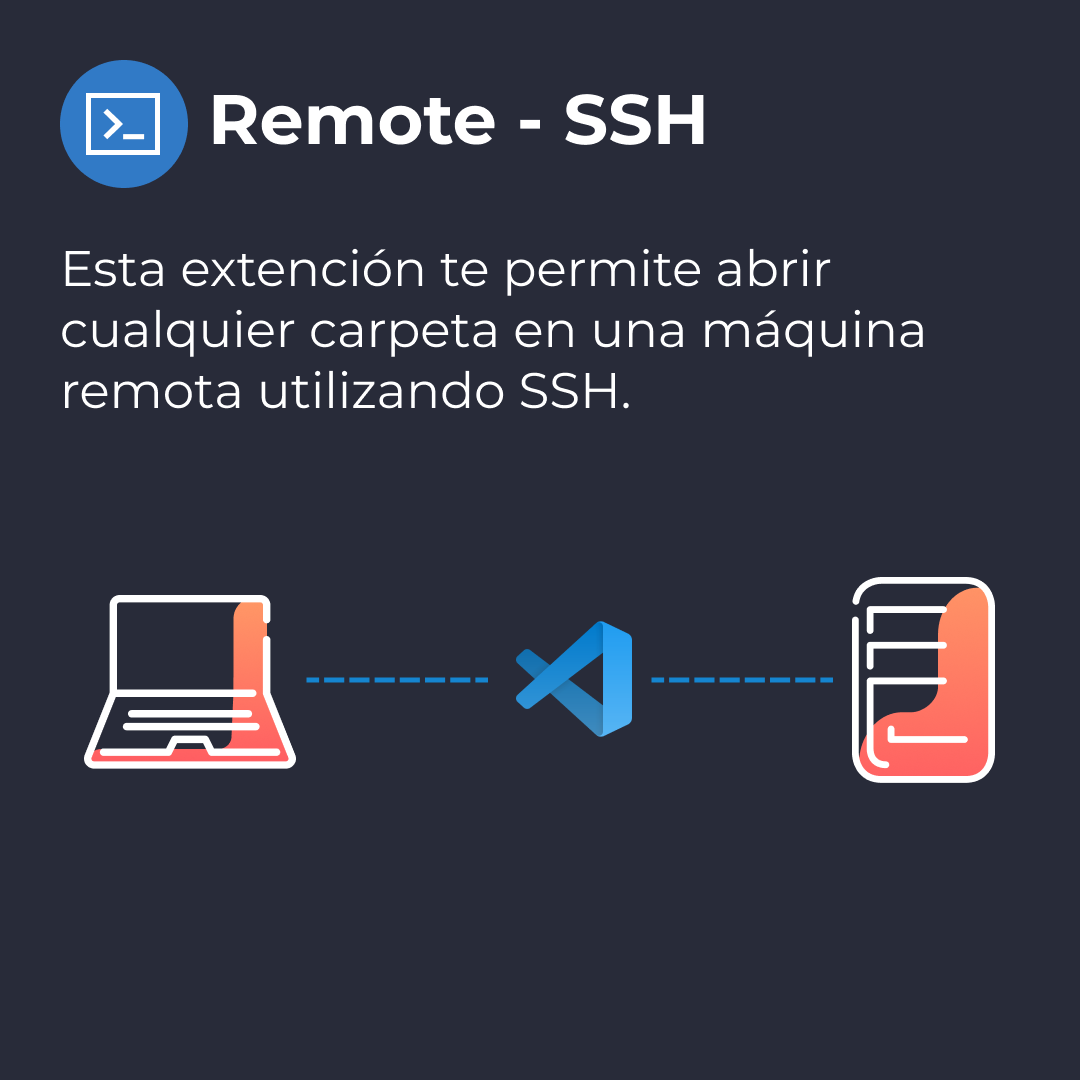 Remote - SSH
Esta extención te permite abrir
cualquier carpeta en una máquina
remota utilizando SSH.